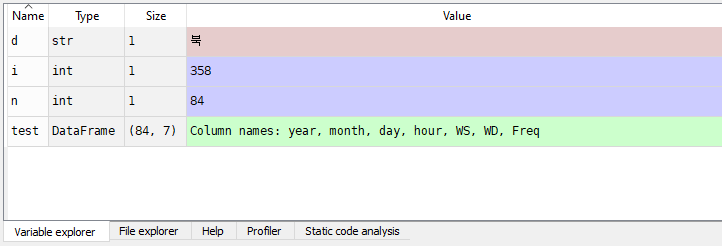 Name Type Size Value
d str 1 북
i int 1 358
n int 1 84
test DataFrame (84, 7) Column names: year, month, day, hour, WS, WD, Freq
Variable explorer File explorer Help Profiler Static code analysis